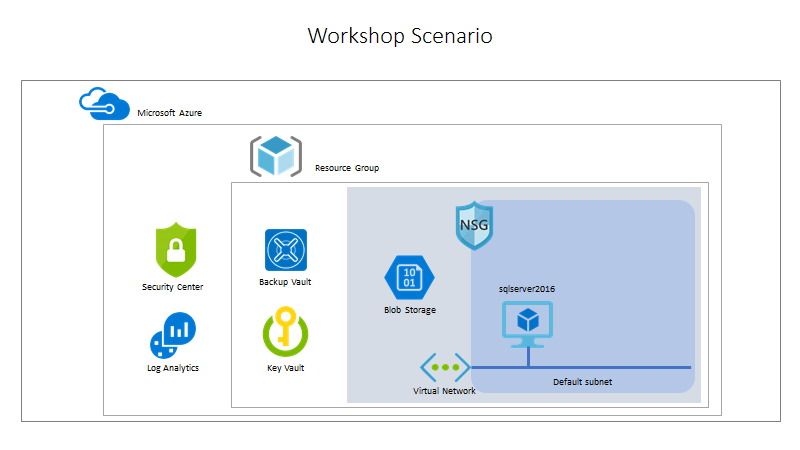 Workshop Scenario
Microsoft Azure
Resource Group
NSG
Security Center
Backup Vault
10
01
Blob Storage
sqlserver2016
Log Analytics
Key Vault
Virtual Network
Default subnet